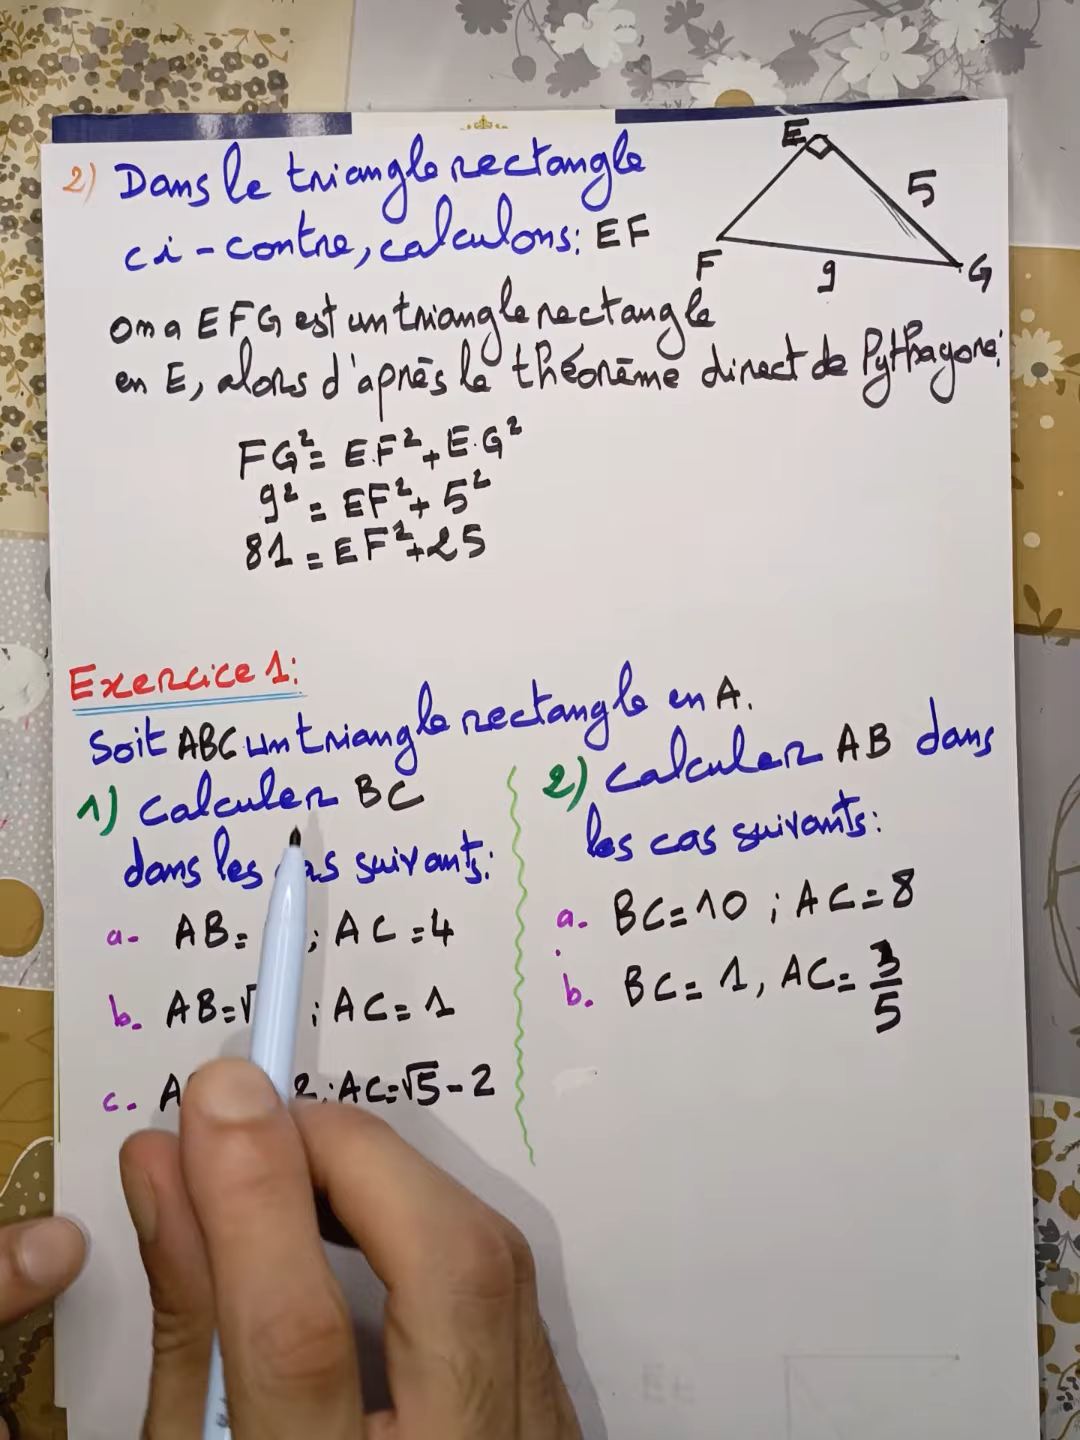 2) Dans le triangle rectangle
ci-contre, calculons: EF
E
5
F
9
G
on a EFG est un triangle rectangle
en E, alors d'après le théorème direct de Pythagore:
FG² = EF² + EG²
9² = EF² + 5²
81 = EF² + 25
Exercice 1:
Soit ABC un triangle rectangle en A.
1) Calculer BC
dans les cas suivants:
a- AB= ; AC = 4
b. AB=√ ; AC = 1
c. A 2; AC=√5 - 2
2) Calculer AB dans
les cas suivants:
a. BC=10 ; AC=8
b. BC= 1, AC= 3/5